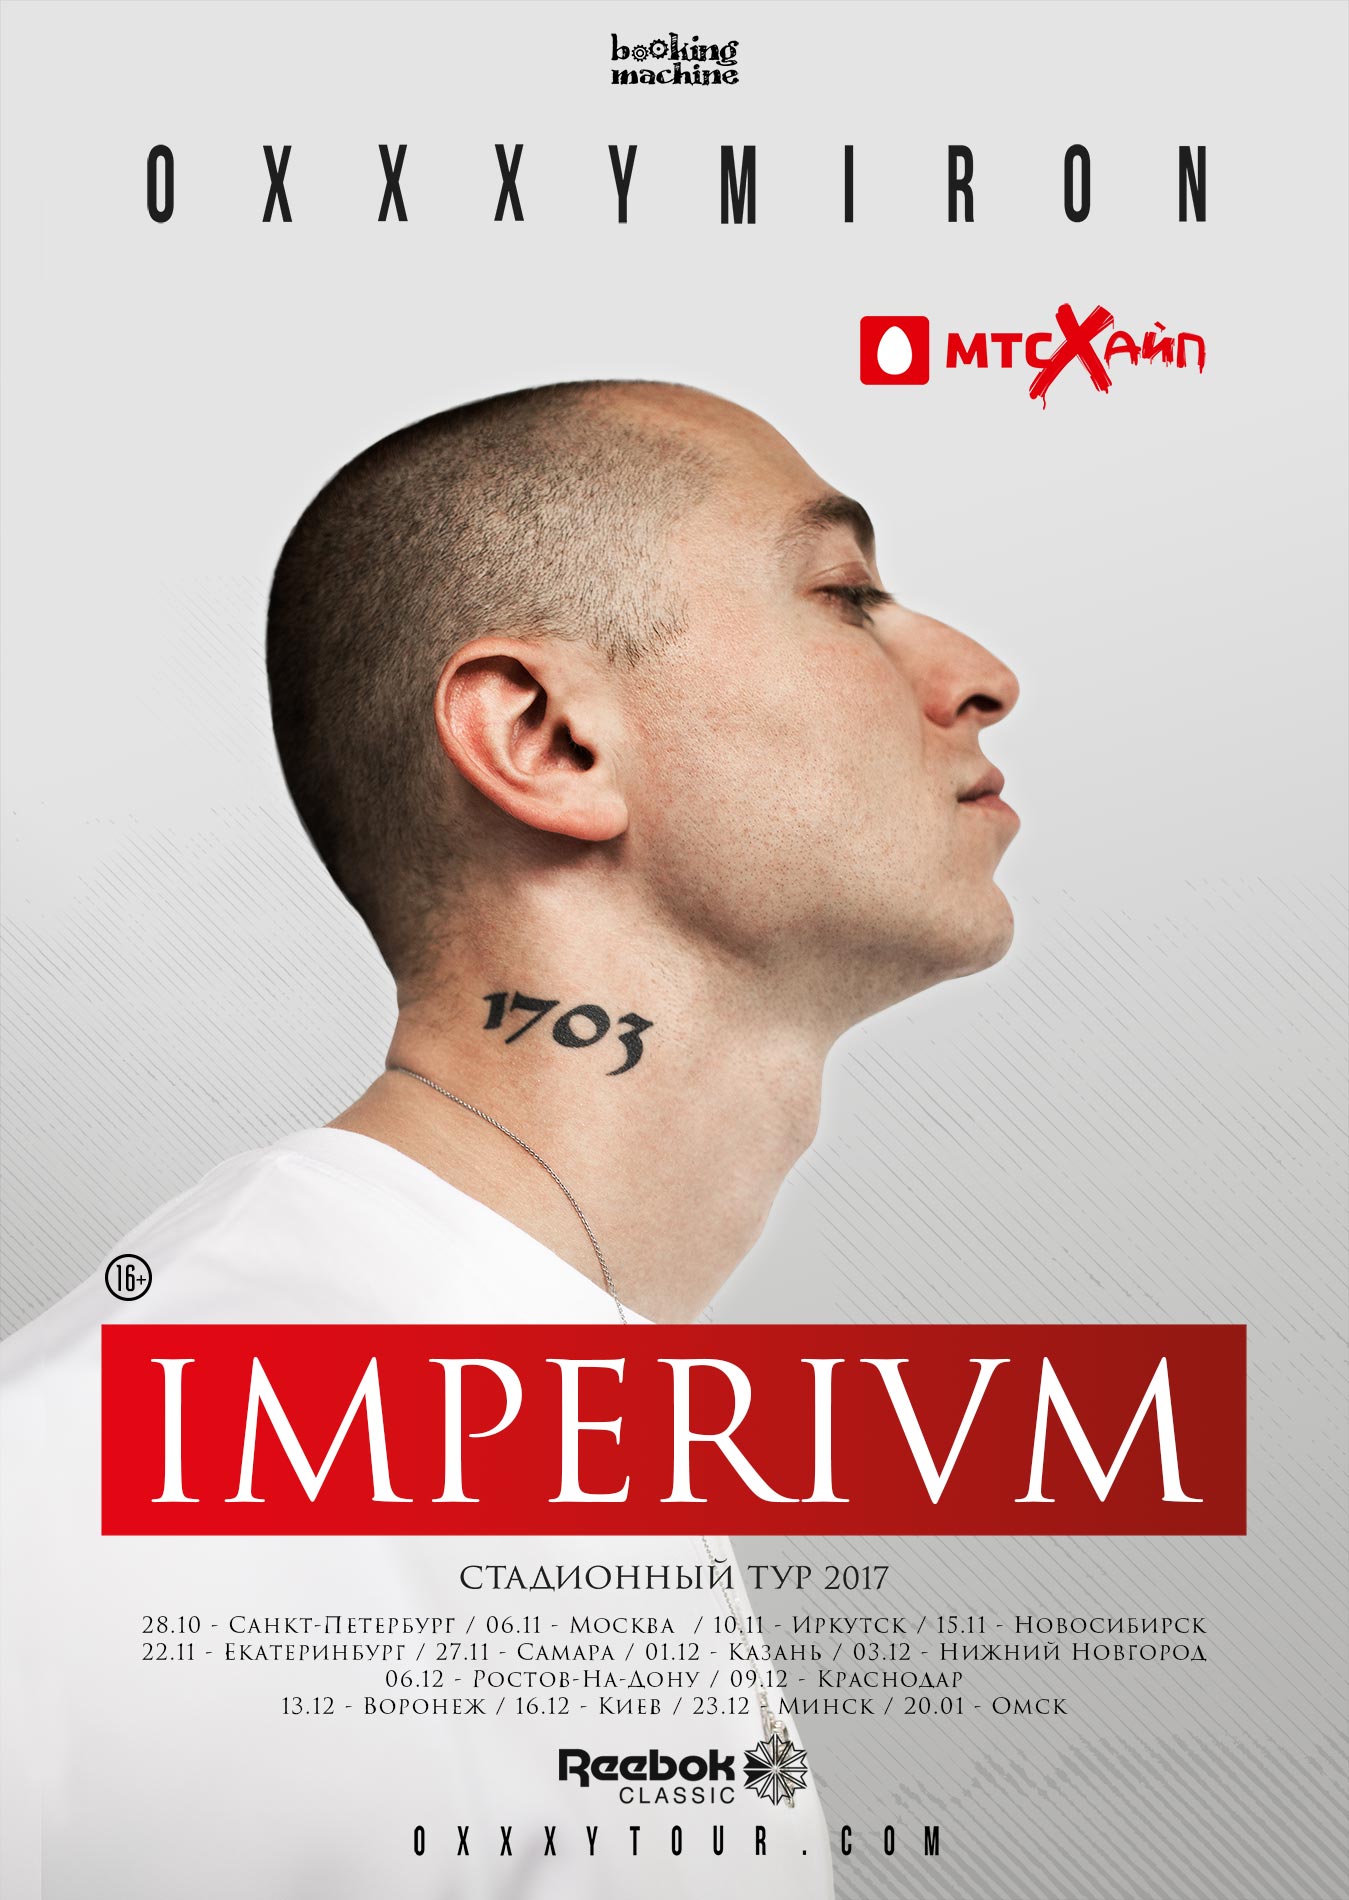 booking
machine
OXXXYMIRON
МТС Хайп
1703
16+
IMPERIVM
СТАДИОННЫЙ ТУР 2017
28.10 - Санкт-Петербург / 06.11 - Москва / 10.11 - Иркутск / 15.11 - Новосибирск
22.11 - Екатеринбург / 27.11 - Самара / 01.12 - Казань / 03.12 - Нижний Новгород
06.12 - Ростов-На-Дону / 09.12 - Краснодар
13.12 - Воронеж / 16.12 - Киев / 23.12 - Минск / 20.01 - Омск
Reebok
CLASSIC
OXXXYTOUR.COM